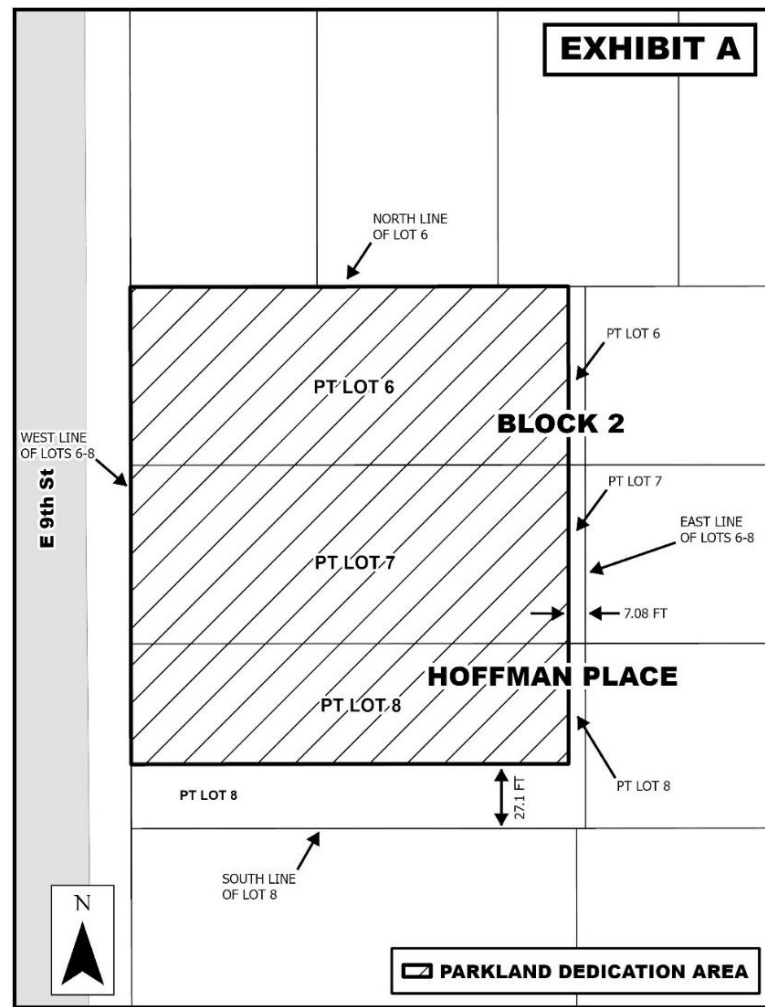 EXHIBIT A
NORTH LINE
OF LOT 6
PT LOT 6
PT LOT 6
BLOCK 2
WEST LINE
OF LOTS 6-8
E 9th St
PT LOT 7
EAST LINE
OF LOTS 6-8
PT LOT 7
7.08 FT
HOFFMAN PLACE
PT LOT 8
PT LOT 8
PT LOT 8
27.1 FT
SOUTH LINE
OF LOT 8
N
PARKLAND DEDICATION AREA